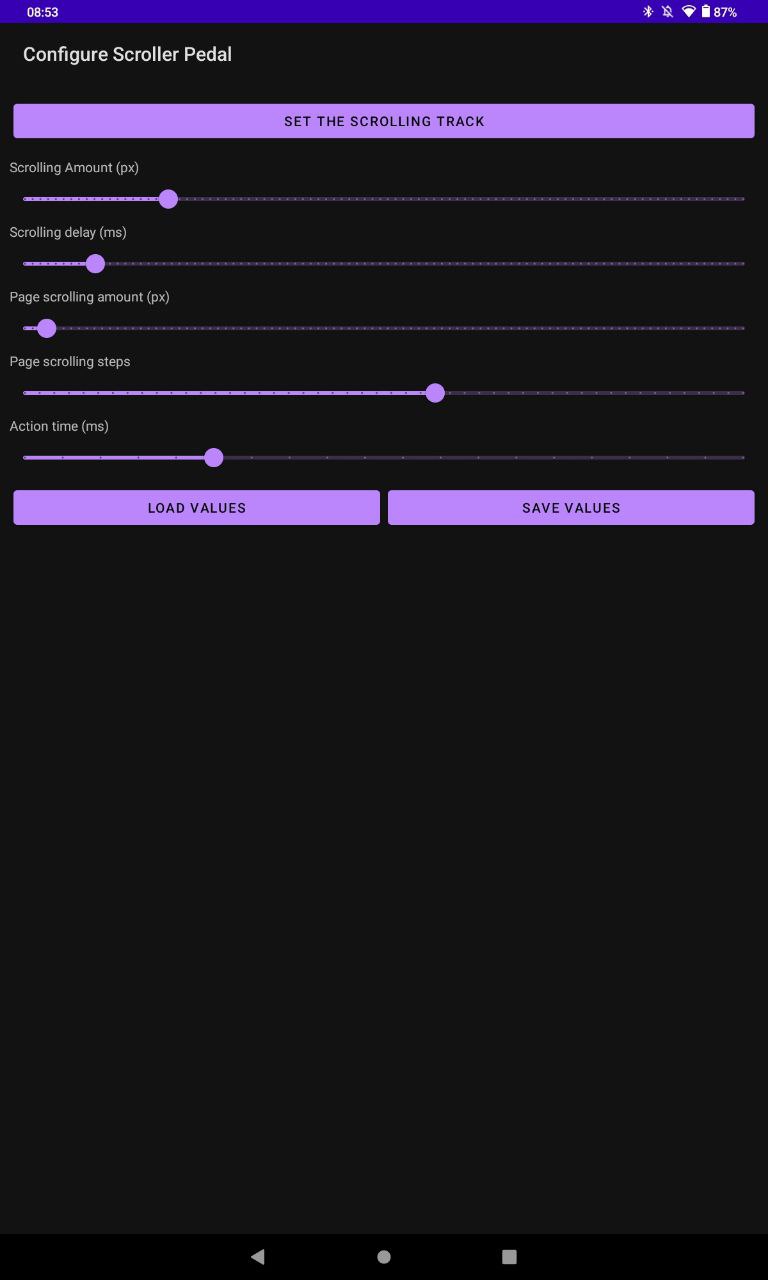 08:53
87%
Configure Scroller Pedal
SET THE SCROLLING TRACK
Scrolling Amount (px)
Scrolling delay (ms)
Page scrolling amount (px)
Page scrolling steps
Action time (ms)
LOAD VALUES
SAVE VALUES